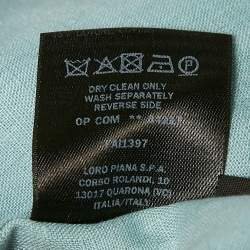 DRY CLEAN ONLY
WASH SEPARATELY
REVERSE SIDE
OP COM **
FAI1397
LORO PIANA S.P.A.
CORSO ROLANDI, 10
13017 QUARONA (VC)
ITALIA/ITALY